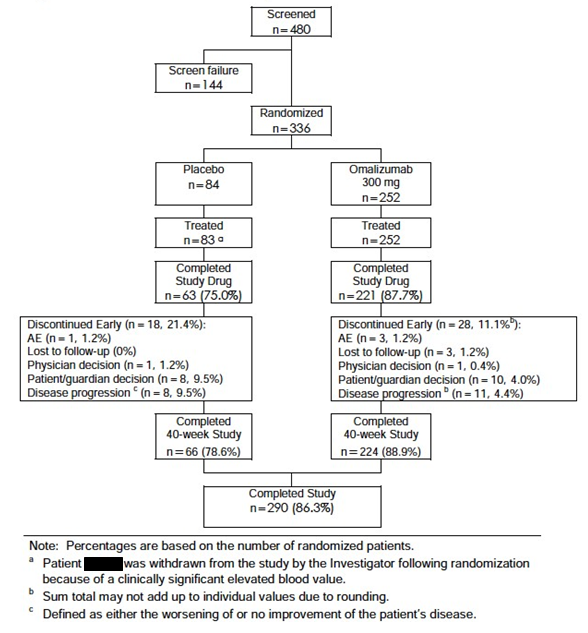 Screened
n=480
Screen failure
n=144
Randomized
n=336
Placebo
n=84
Omalizumab
300 mg
n=252
Treated
n=83 a
Treated
n=252
Completed
Study Drug
n=63 (75.0%)
Completed
Study Drug
n=221 (87.7%)
Discontinued Early (n = 18, 21.4%):
AE (n = 1, 1.2%)
Lost to follow-up (0%)
Physician decision (n = 1, 1.2%)
Patient/guardian decision (n = 8, 9.5%)
Disease progression c (n = 8, 9.5%)
Discontinued Early (n = 28, 11.1%b):
AE (n = 3, 1.2%)
Lost to follow-up (n = 3, 1.2%)
Physician decision (n = 1, 0.4%)
Patient/guardian decision (n = 10, 4.0%)
Disease progression b (n = 11, 4.4%)
Completed
40-week Study
n=66 (78.6%)
Completed
40-week Study
n=224 (88.9%)
Completed Study
n=290 (86.3%)
Note: Percentages are based on the number of randomized patients.
a Patient was withdrawn from the study by the Investigator following randomization
because of a clinically significant elevated blood value.
b Sum total may not add up to individual values due to rounding.
c Defined as either the worsening of or no improvement of the patient's disease.